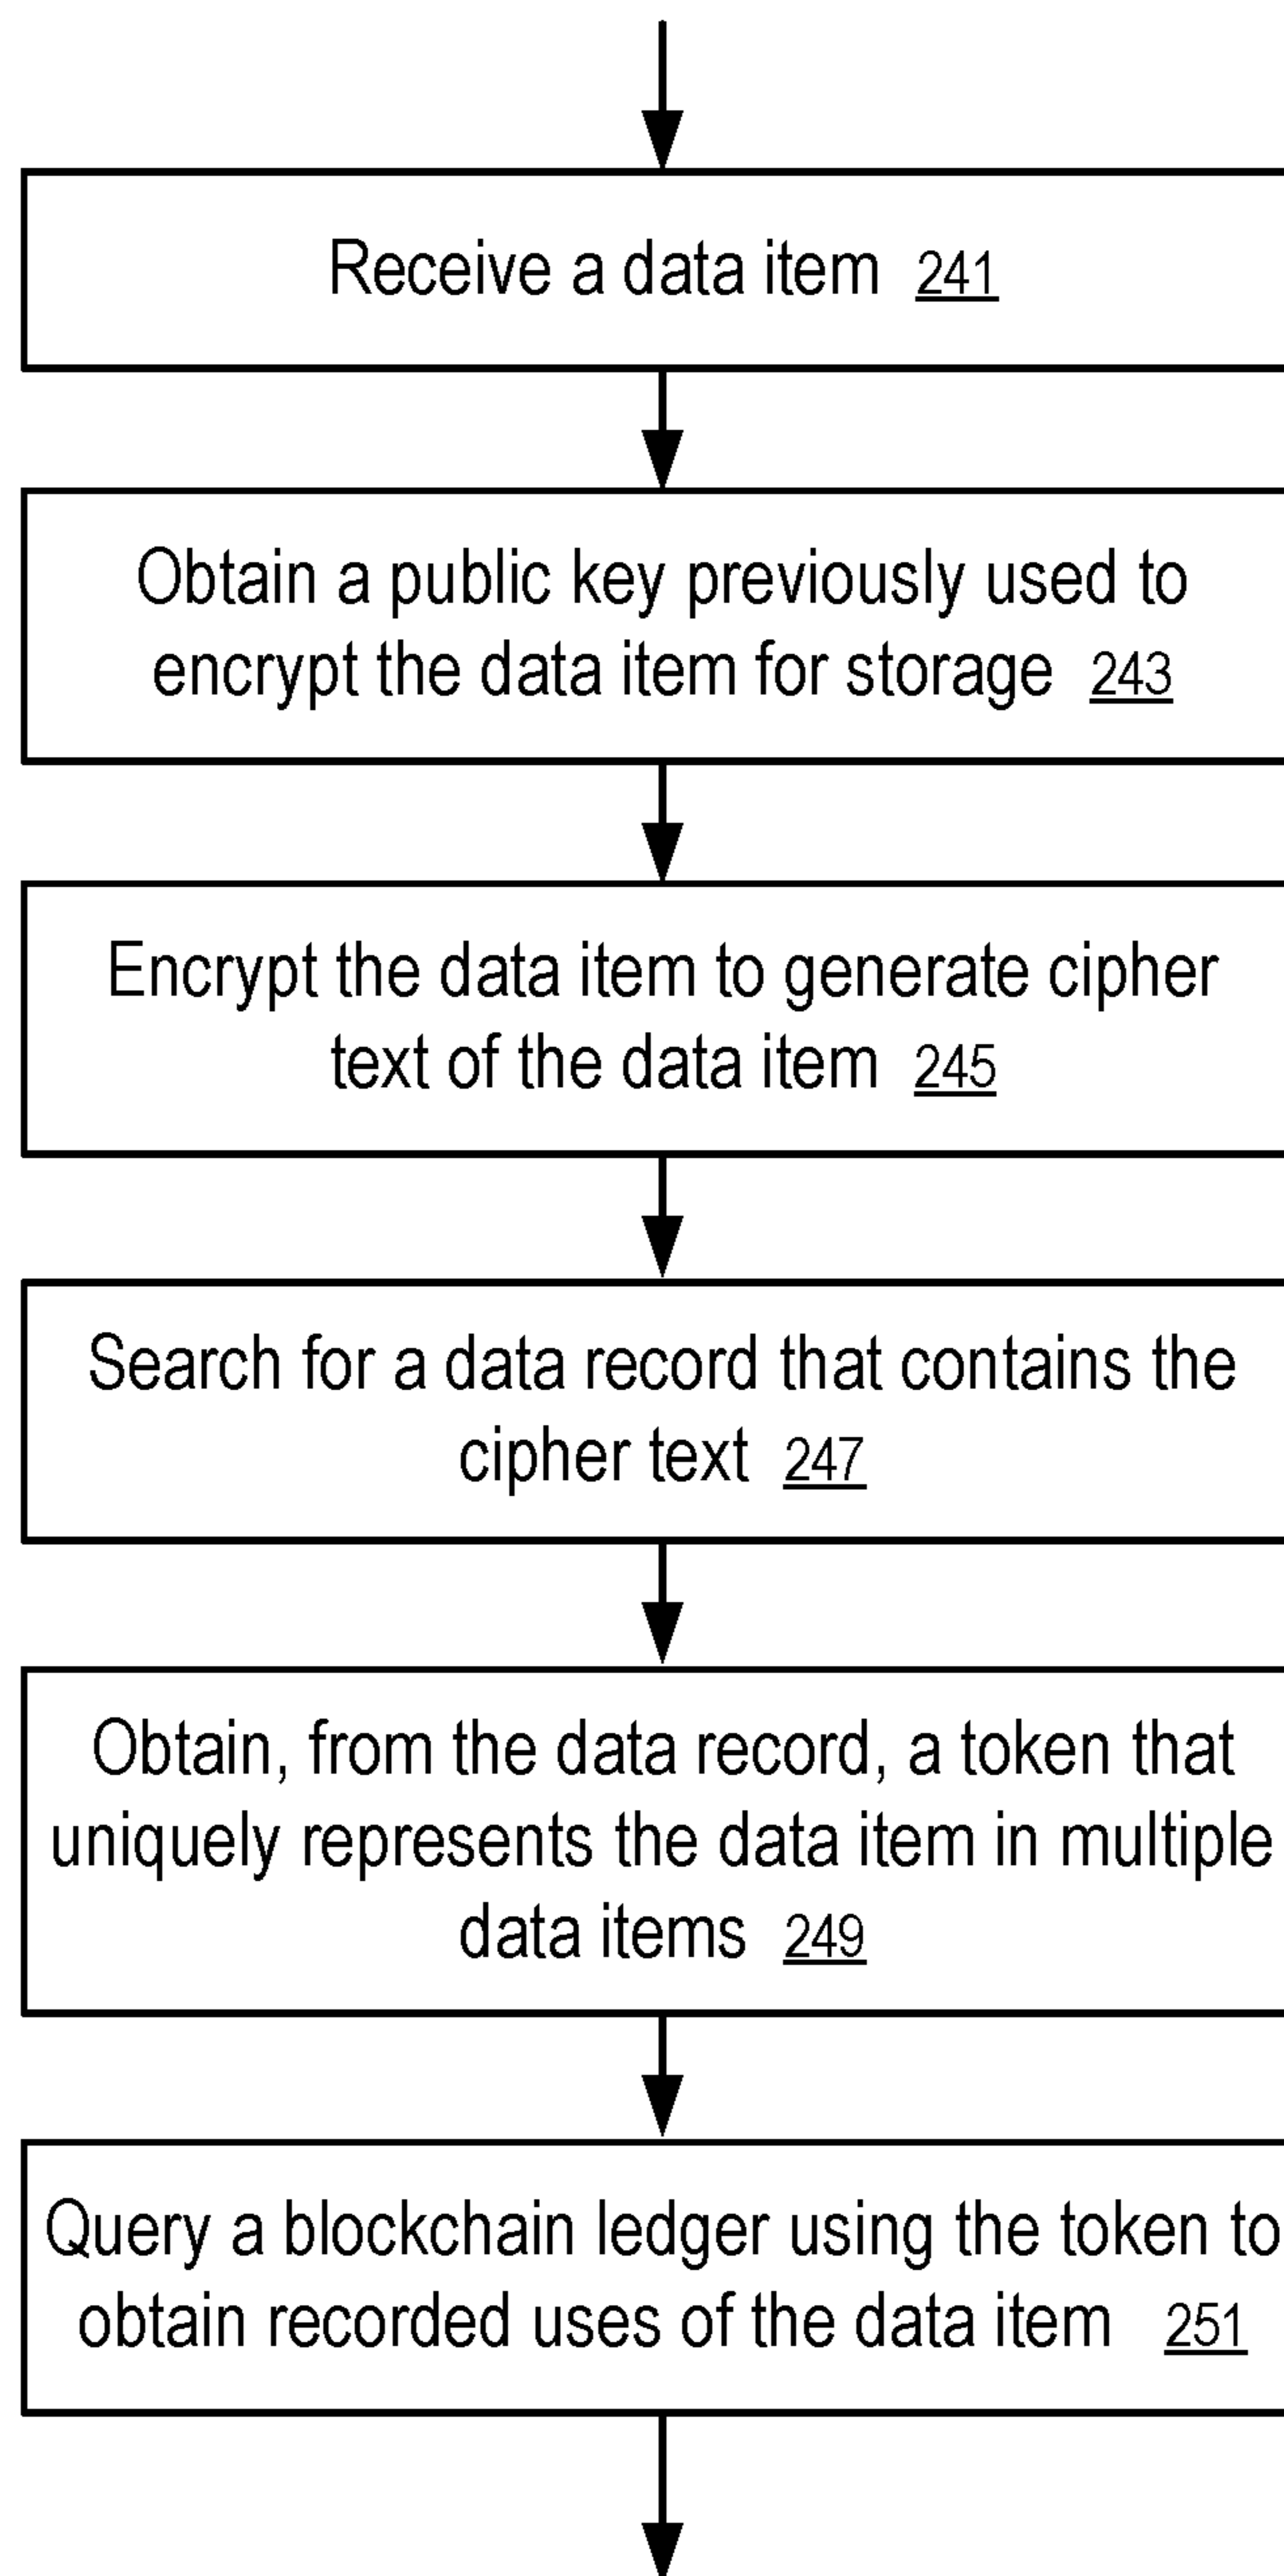 Receive a data item 241
Obtain a public key previously used to
encrypt the data item for storage 243
Encrypt the data item to generate cipher
text of the data item 245
Search for a data record that contains the
cipher text 247
Obtain, from the data record, a token that
uniquely represents the data item in multiple
data items 249
Query a blockchain ledger using the token to
obtain recorded uses of the data item 251